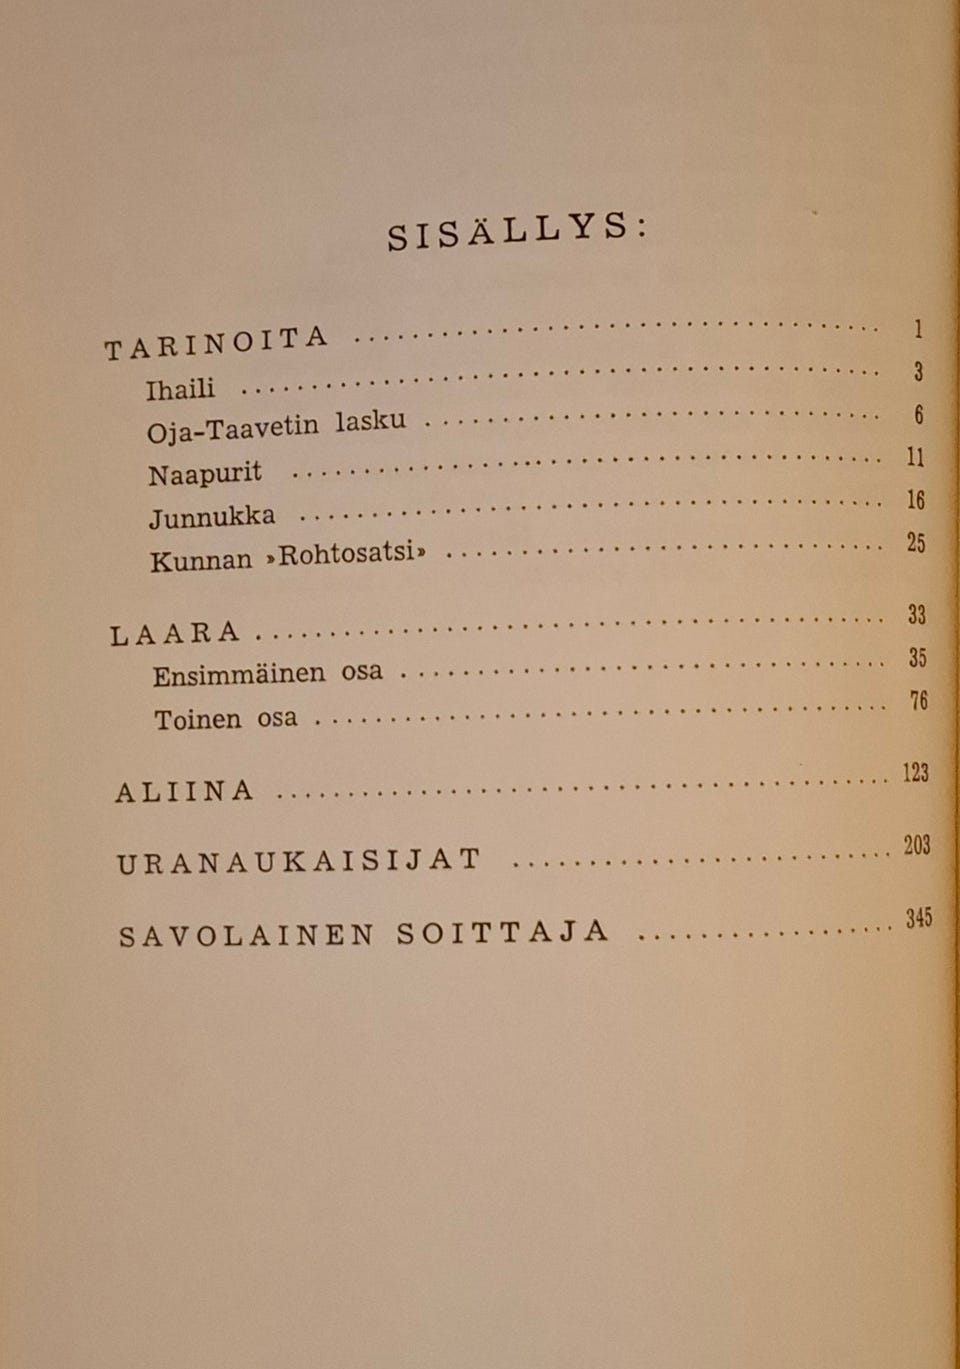 SISÄLLYS:
TARINOITA .................................... 1
Ihaili ............................................ 3
Oja-Taavetin lasku ............................... 6
Naapurit ........................................ 11
Junnukka ........................................ 16
Kunnan »Rohtosatsi» .............................. 25
LAARA .......................................... 33
Ensimmäinen osa ................................. 35
Toinen osa ...................................... 76
ALIINA ......................................... 123
URANAUKAISIJAT .......................... 203
SAVOLAINEN SOITTAJA .................. 345